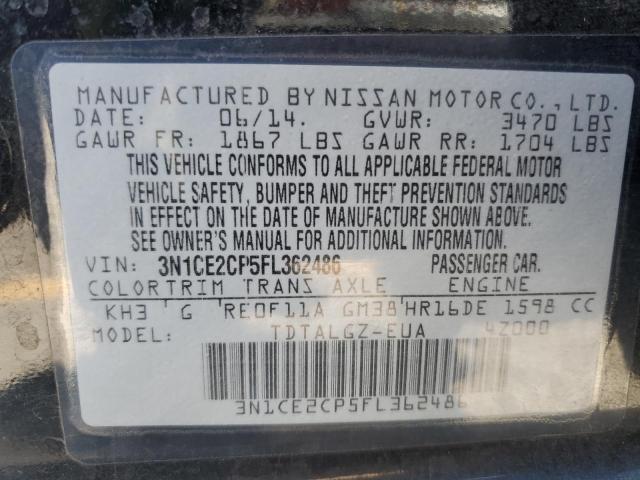 MANUFACTURED BY NISSAN MOTOR CO., LTD.
DATE: 06/14. GVWR: 3470 LBS
GAWR FR: 1867 LBS GAWR RR: 1704 LBS
THIS VEHICLE CONFORMS TO ALL APPLICABLE FEDERAL MOTOR
VEHICLE SAFETY, BUMPER AND THEFT PREVENTION STANDARDS
IN EFFECT ON THE DATE OF MANUFACTURE SHOWN ABOVE.
SEE OWNER'S MANUAL FOR ADDITIONAL INFORMATION.
VIN: 3N1CE2CP5FL362486 PASSENGER CAR.
COLOR TRIM TRANS AXLE ENGINE
KH3 G RE0F11A GM38 HR16DE 1598 CC
MODEL: TDTALGZ-EUA 4Z000
3N1CE2CP5FL362486